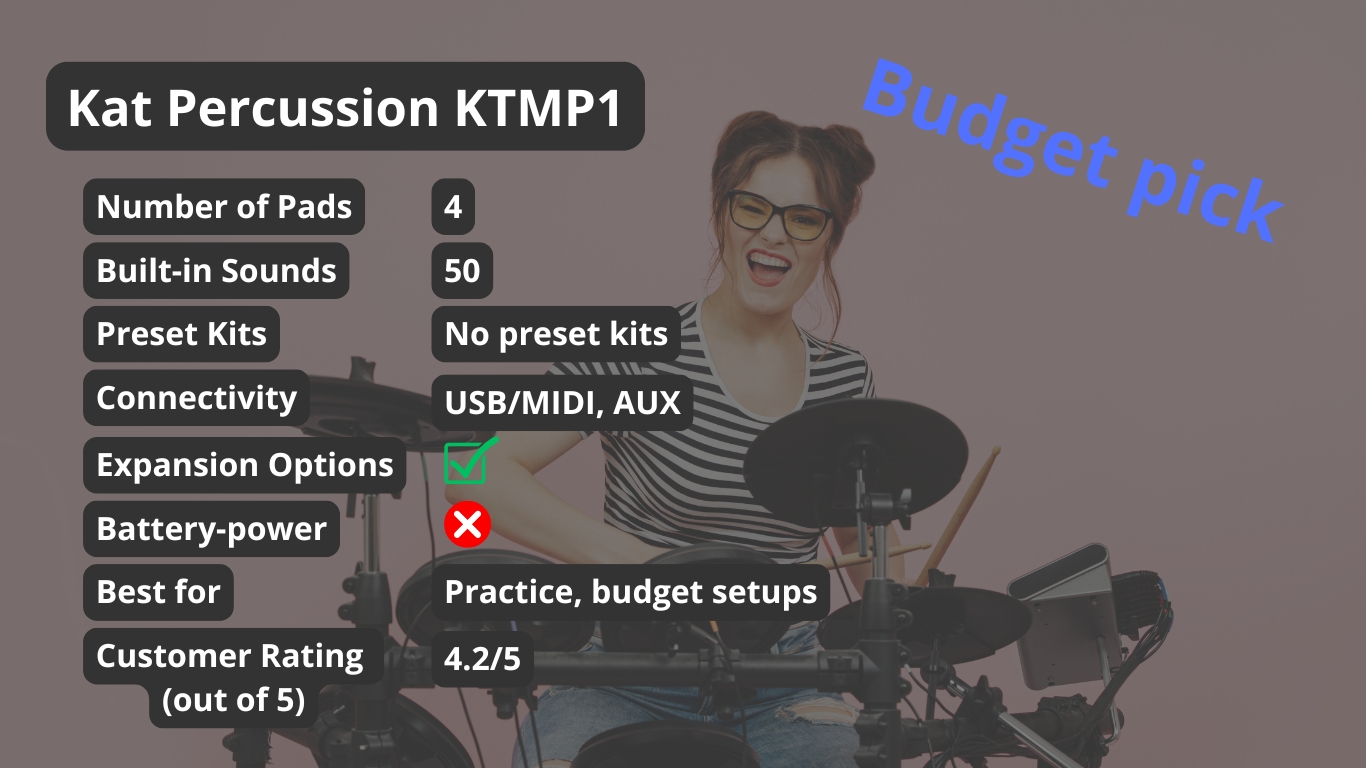 Kat Percussion KTMP1
Budget pick
Number of Pads 4
Built-in Sounds 50
Preset Kits No preset kits
Connectivity USB/MIDI, AUX
Expansion Options
Battery-power
Best for Practice, budget setups
Customer Rating 4.2/5
(out of 5)